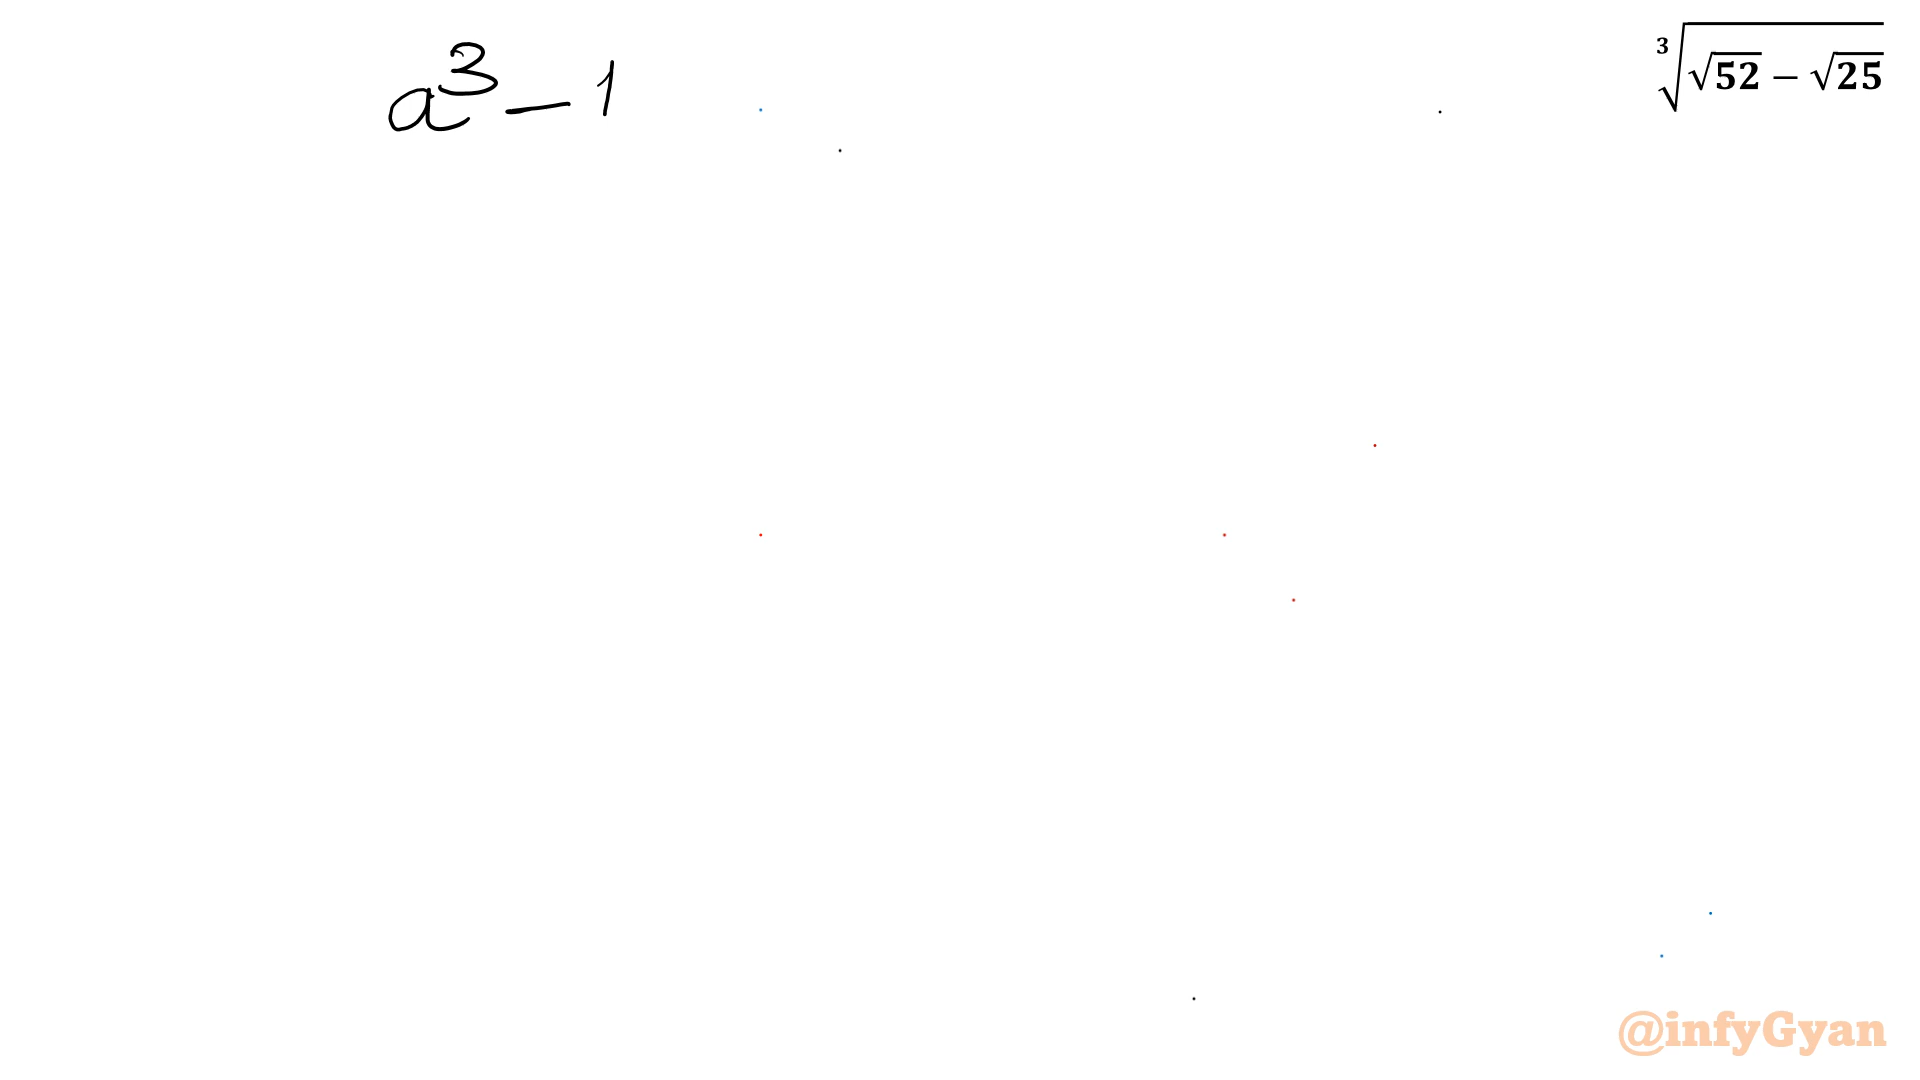 a³ – 1
∛(√52 – √25)
@infyGyan